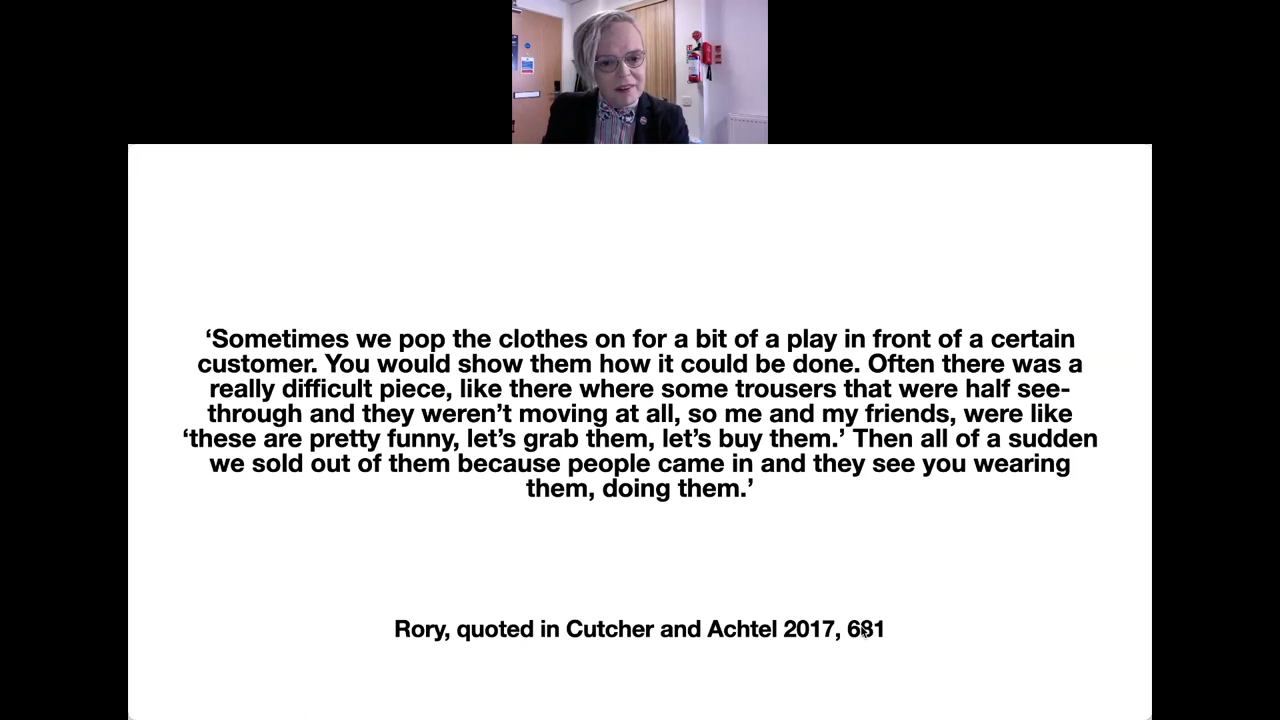 ‘Sometimes we pop the clothes on for a bit of a play in front of a certain
customer. You would show them how it could be done. Often there was a
really difficult piece, like there where some trousers that were half see-
through and they weren’t moving at all, so me and my friends, were like
‘these are pretty funny, let’s grab them, let’s buy them.’ Then all of a sudden
we sold out of them because people came in and they see you wearing
them, doing them.’
Rory, quoted in Cutcher and Achtel 2017, 681